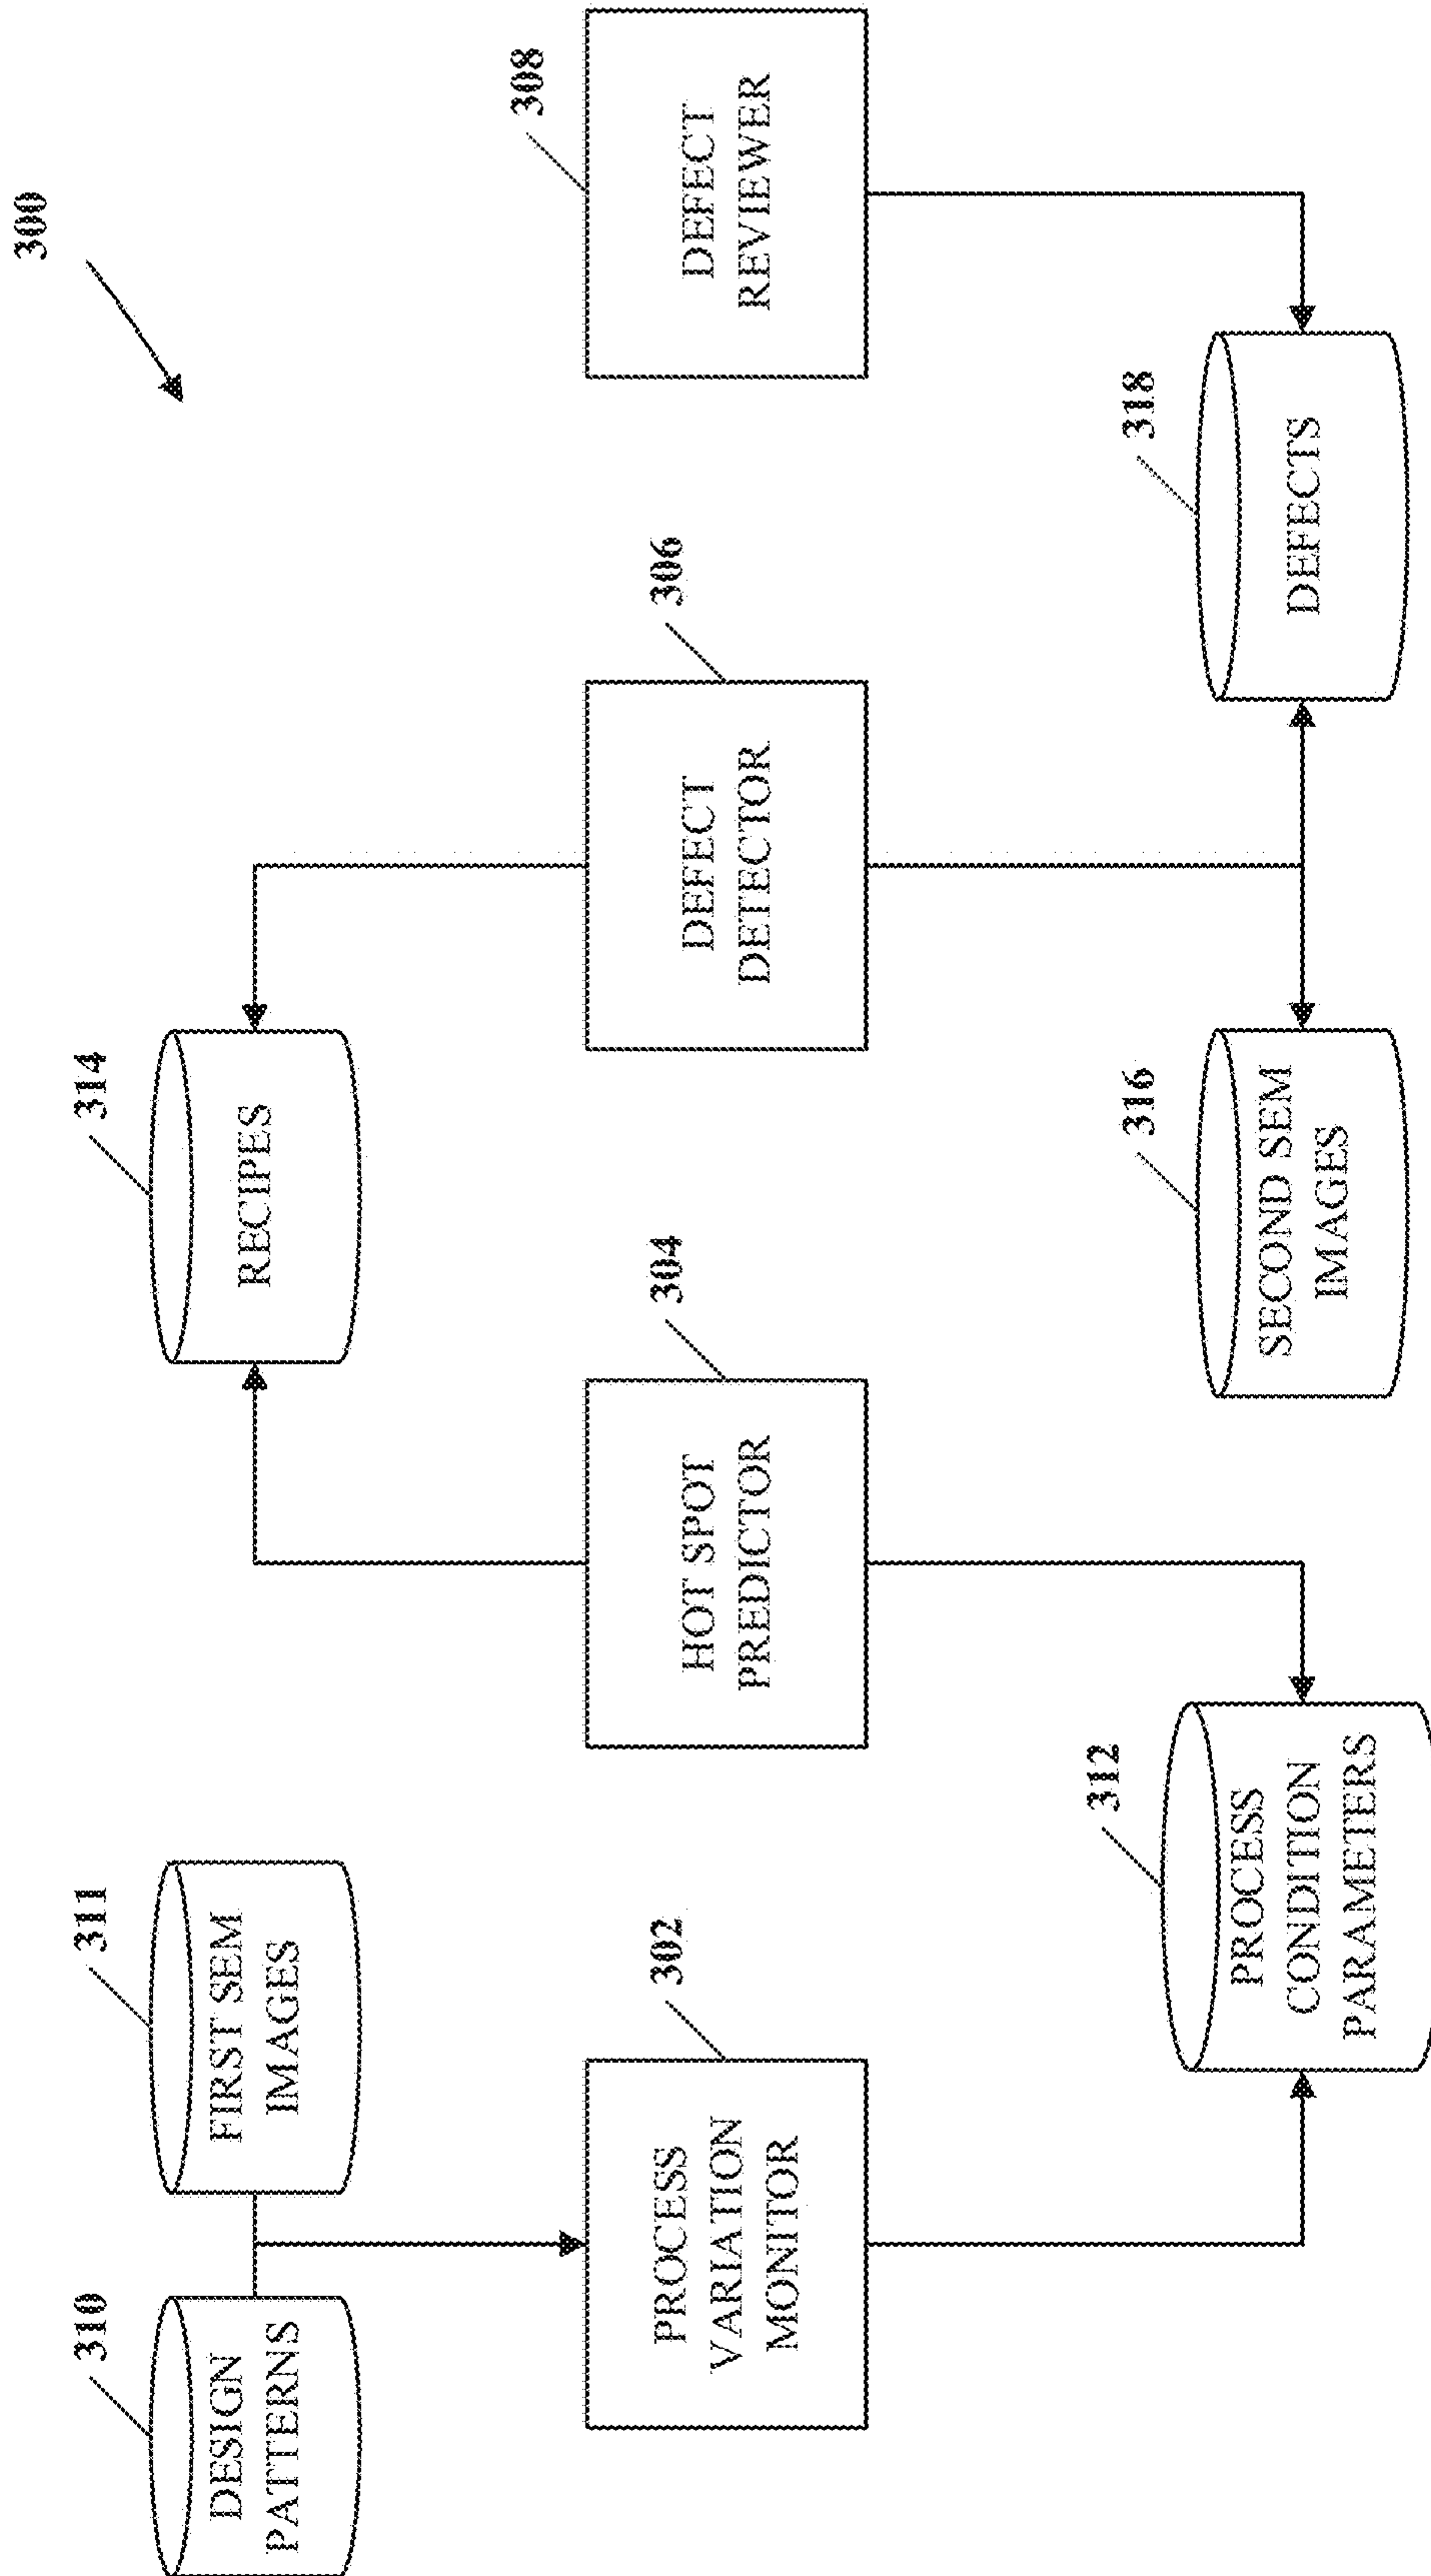 300
310
DESIGN
PATTERNS
311
FIRST SEM
IMAGES
314
RECIPES
302
PROCESS
VARIATION
MONITOR
304
HOT SPOT
PREDICTOR
306
DEFECT
DETECTOR
308
DEFECT
REVIEWER
312
PROCESS
CONDITION
PARAMETERS
316
SECOND SEM
IMAGES
318
DEFECTS